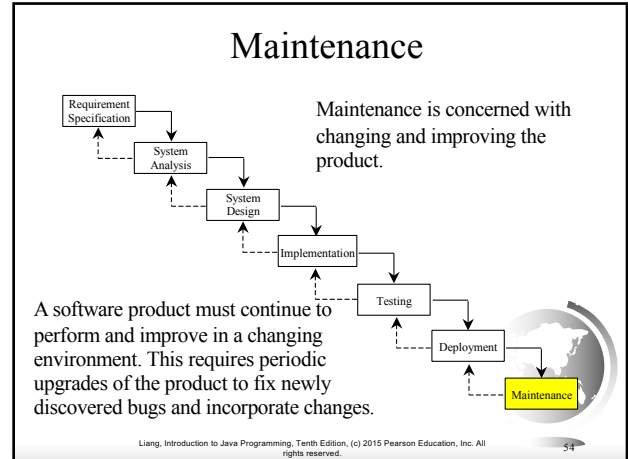 Maintenance
Requirement
Specification
Maintenance is concerned with
changing and improving the
product.
System
Analysis
System
Design
Implementation
Testing
A software product must continue to
perform and improve in a changing
environment. This requires periodic
upgrades of the product to fix newly
discovered bugs and incorporate changes.
Deployment
Maintenance
Liang, Introduction to Java Programming, Tenth Edition, (c) 2015 Pearson Education, Inc. All
rights reserved.
54